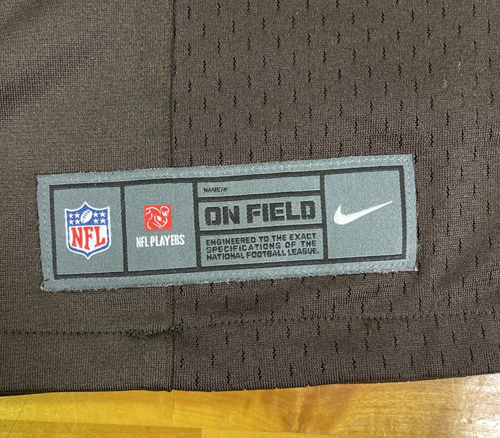 NFL
NFL PLAYERS
NAME/#
ON FIELD
ENGINEERED TO THE EXACT
SPECIFICATIONS OF THE
NATIONAL FOOTBALL LEAGUE.